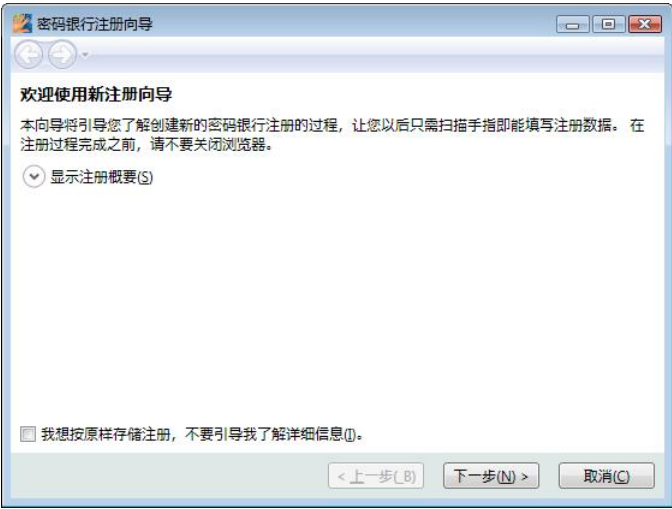 密码银行注册向导
欢迎使用新注册向导
本向导将引导您了解创建新的密码银行注册的过程，让您以后只需扫描手指即能填写注册数据。 在
注册过程完成之前，请不要关闭浏览器。
显示注册概要(S)
我想按原样存储注册，不要引导我了解详细信息(I)。
< 上一步(_B) 下一步(N) > 取消(C)